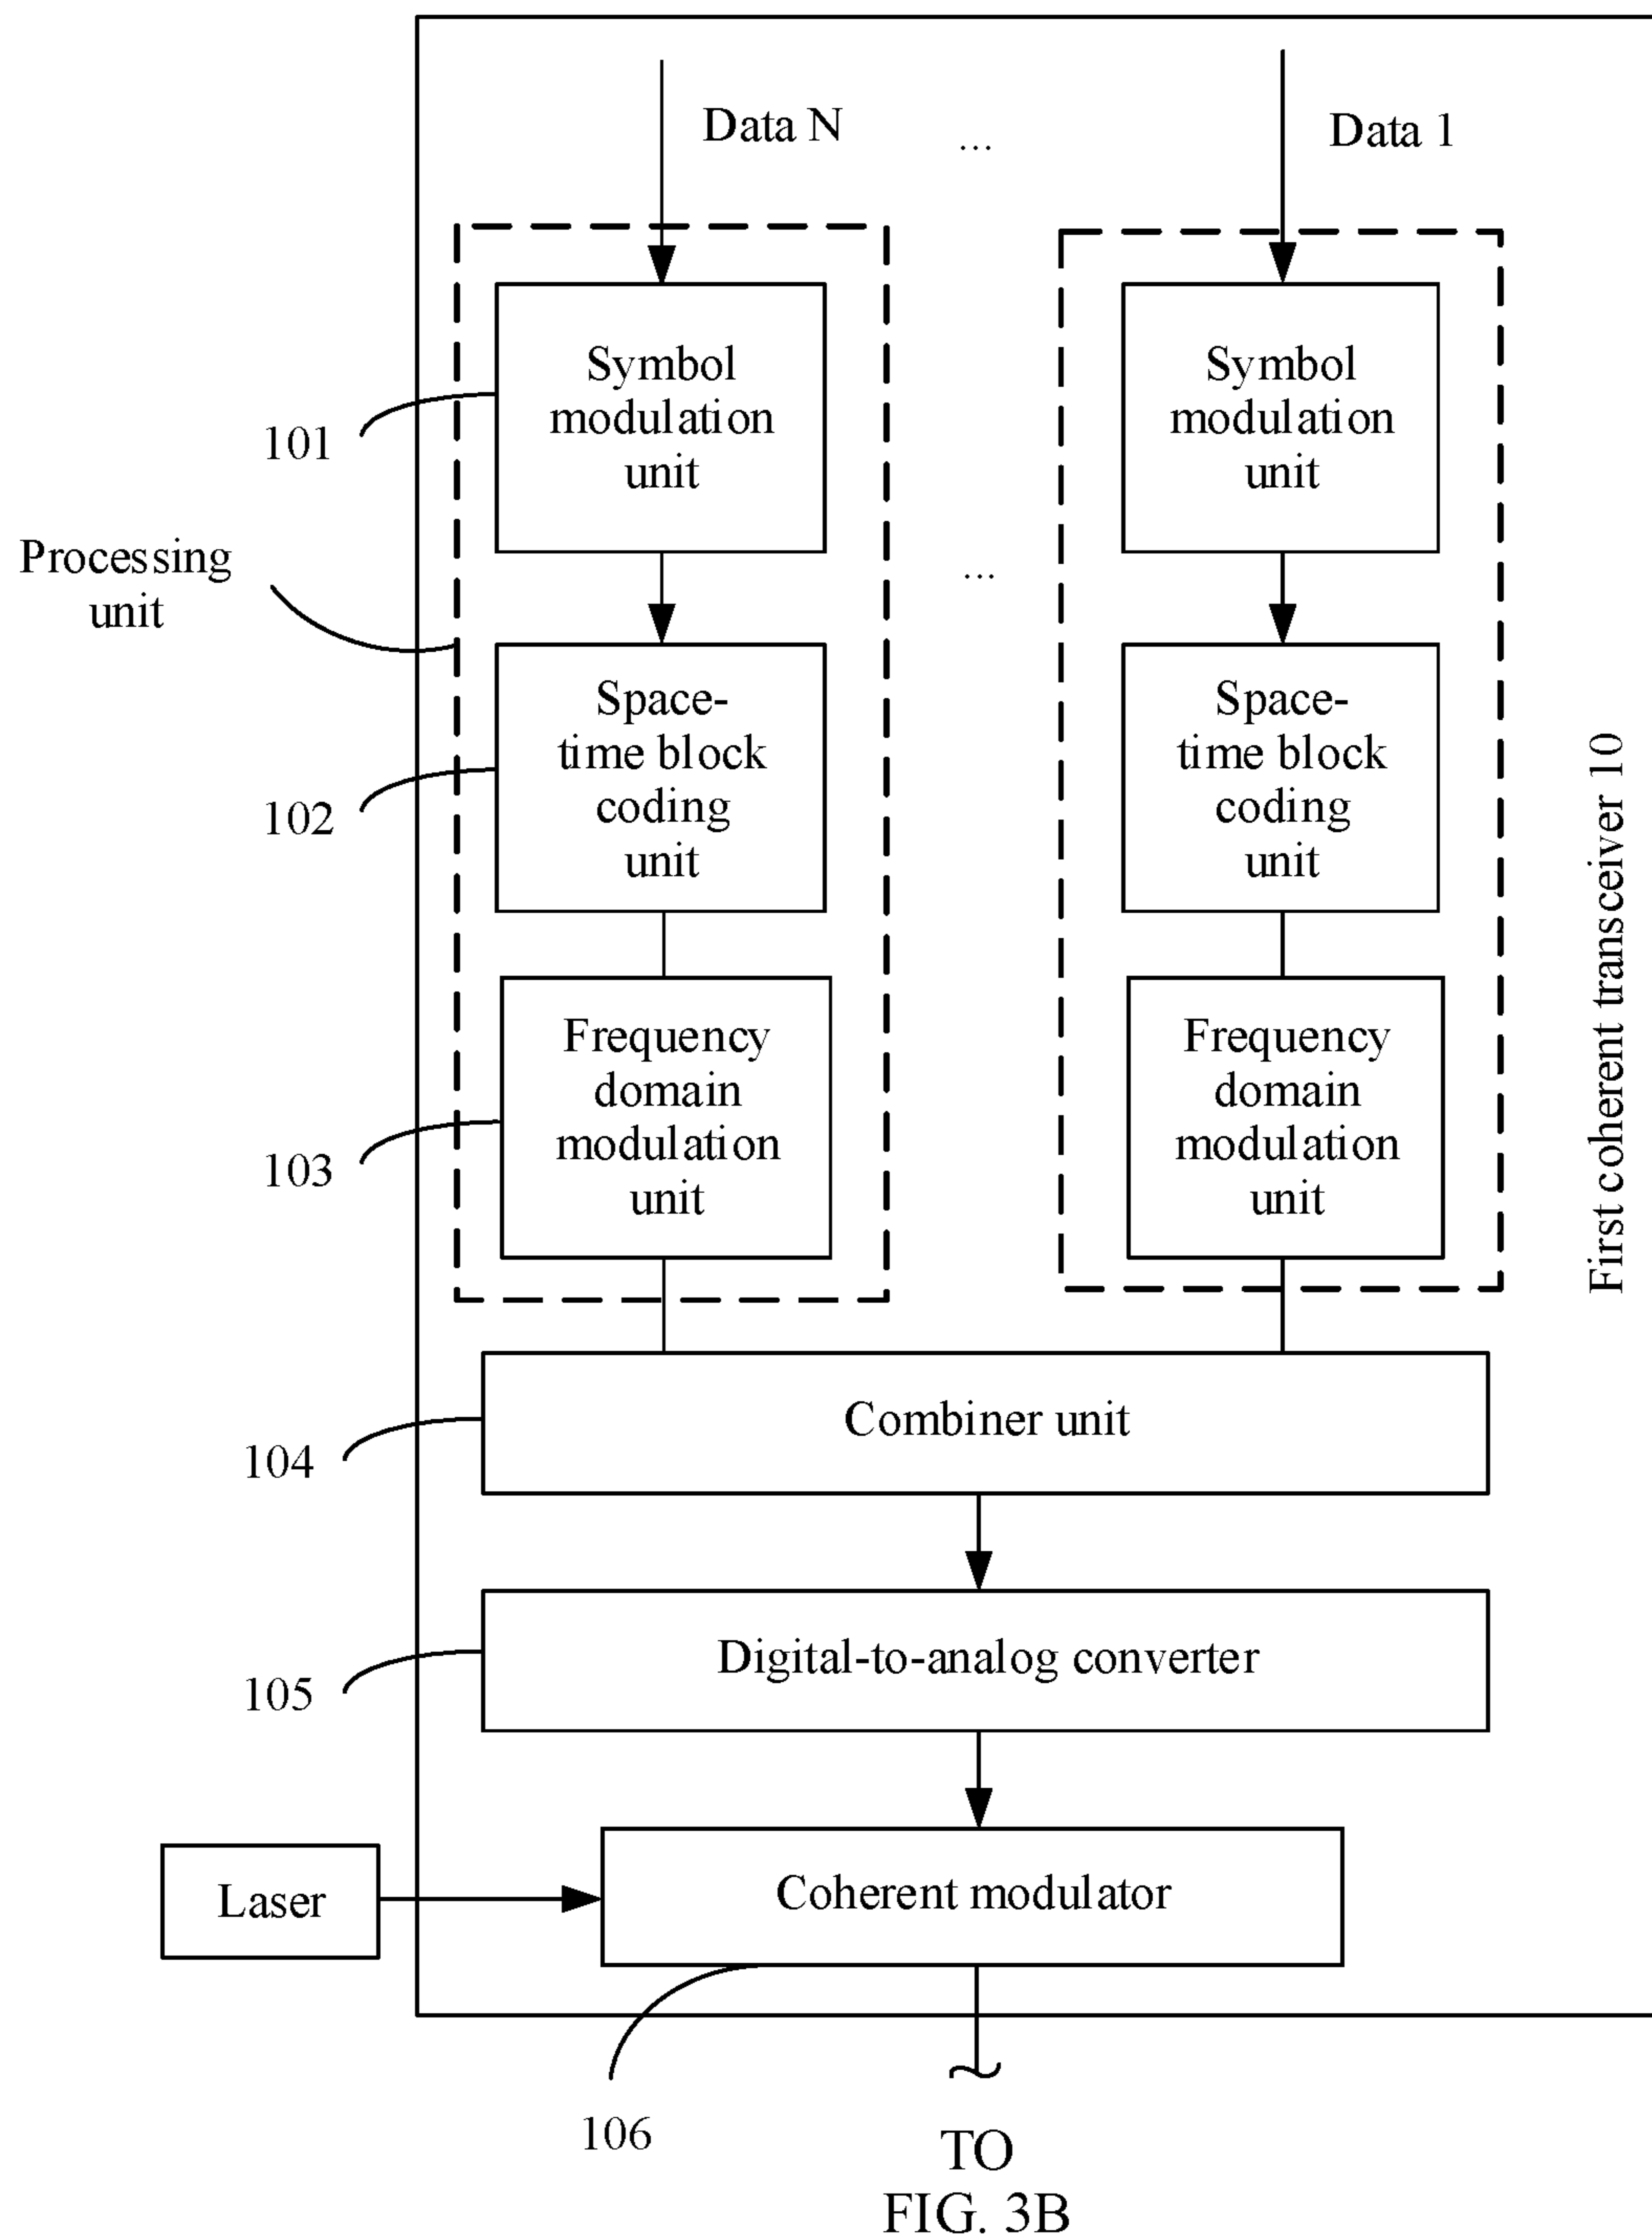 Data N
...
Data 1
Symbol
modulation
unit
Symbol
modulation
unit
101
Processing
unit
...
Space-
time block
coding
unit
Space-
time block
coding
unit
102
First coherent transceiver 10
Frequency
domain
modulation
unit
Frequency
domain
modulation
unit
103
Combiner unit
104
Digital-to-analog converter
105
Laser
Coherent modulator
106
TO
FIG. 3B